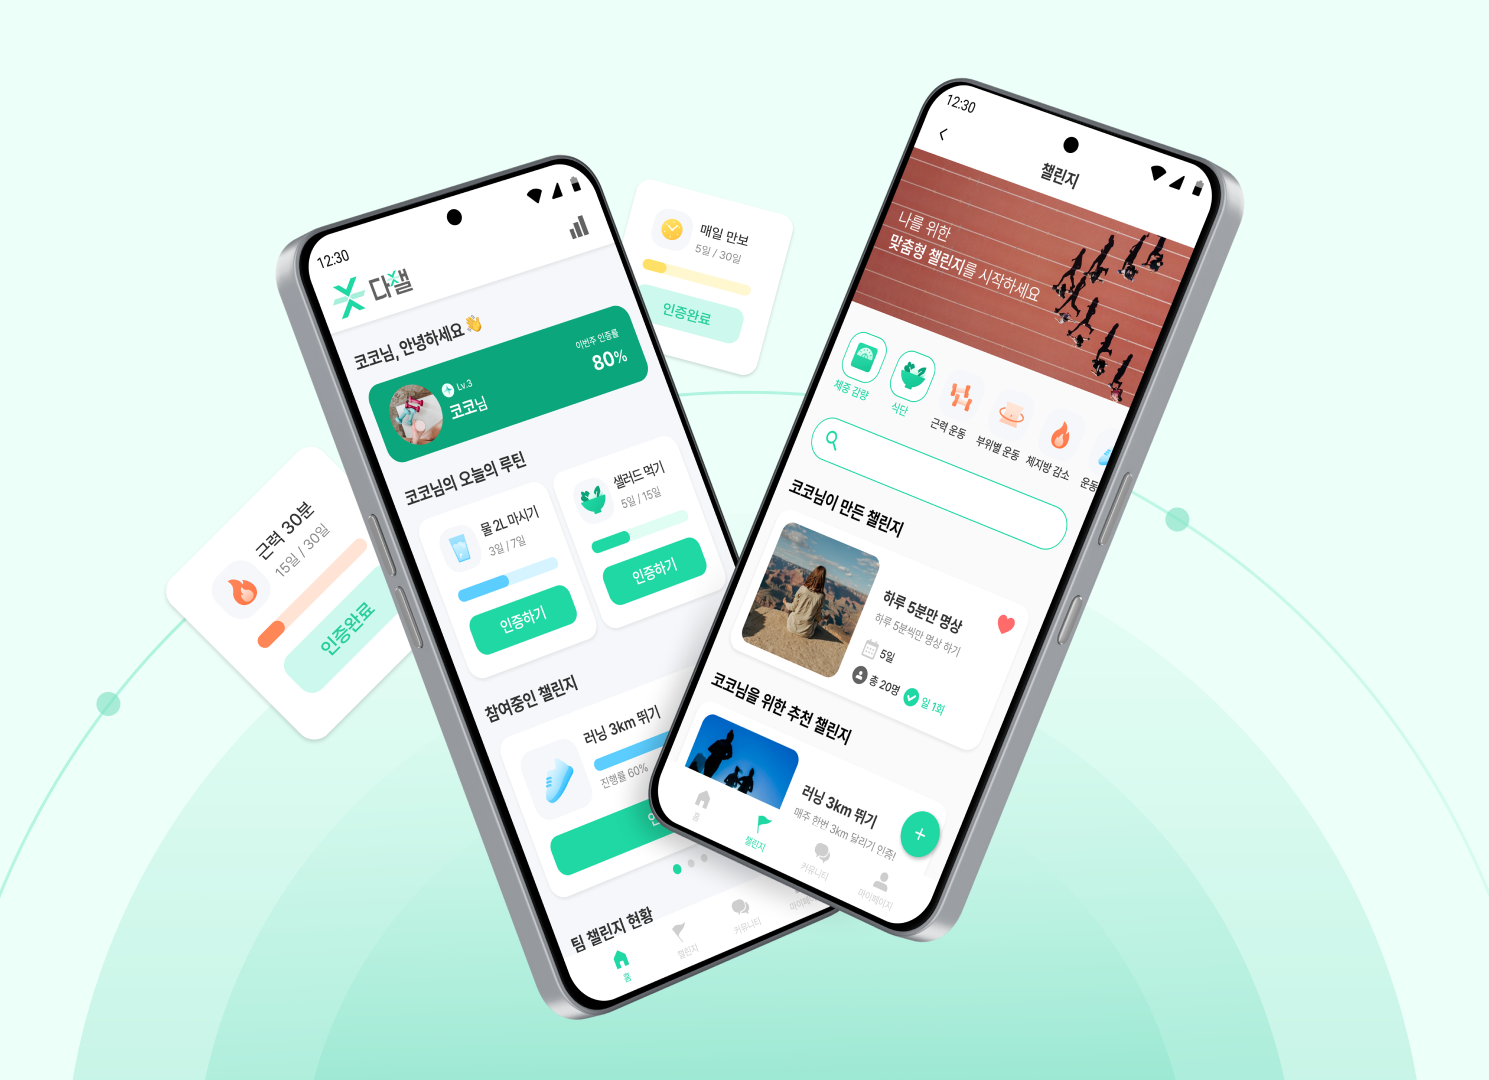 12:30
다챌
코코님, 안녕하세요👋
Lv.3
코코님
이번주 인증률
80%
코코님의 오늘의 루틴
물 2L 마시기
3일 / 7일
인증하기
샐러드 먹기
5일 / 15일
인증하기
참여중인 챌린지
러닝 3km 뛰기
진행률 60%
팀 챌린지 현황
홈
챌린지
커뮤니티
근력 30분
15일 / 30일
인증완료
매일 만보
5일 / 30일
인증완료
12:30
챌린지
나를 위한
맞춤형 챌린지를 시작하세요
체중 감량
식단
근력 운동
부위별 운동
체지방 감소
운동
코코님이 만든 챌린지
하루 5분만 명상
하루 5분씩만 명상 하기
5일
총 20명
일 1회
코코님을 위한 추천 챌린지
러닝 3km 뛰기
매주 한번 3km 달리기 인증!
홈
챌린지
커뮤니티
마이페이지